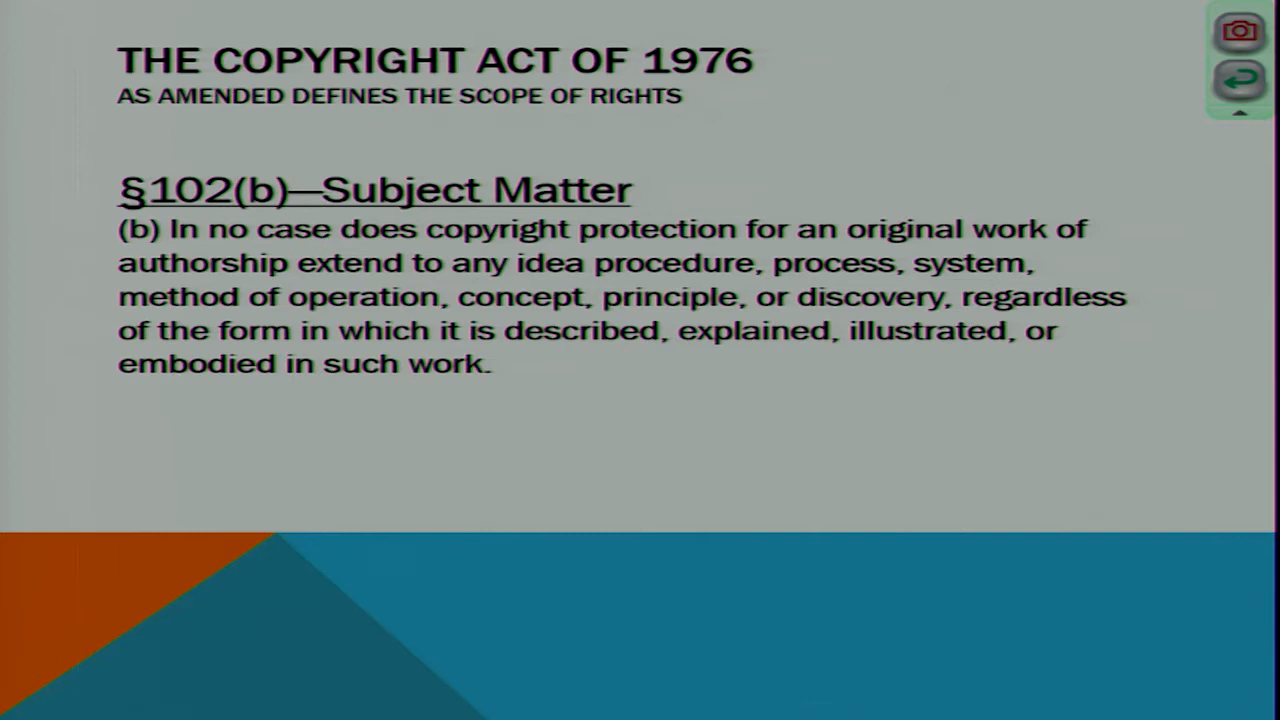 THE COPYRIGHT ACT OF 1976
AS AMENDED DEFINES THE SCOPE OF RIGHTS
§102(b)—Subject Matter
(b) In no case does copyright protection for an original work of
authorship extend to any idea procedure, process, system,
method of operation, concept, principle, or discovery, regardless
of the form in which it is described, explained, illustrated, or
embodied in such work.